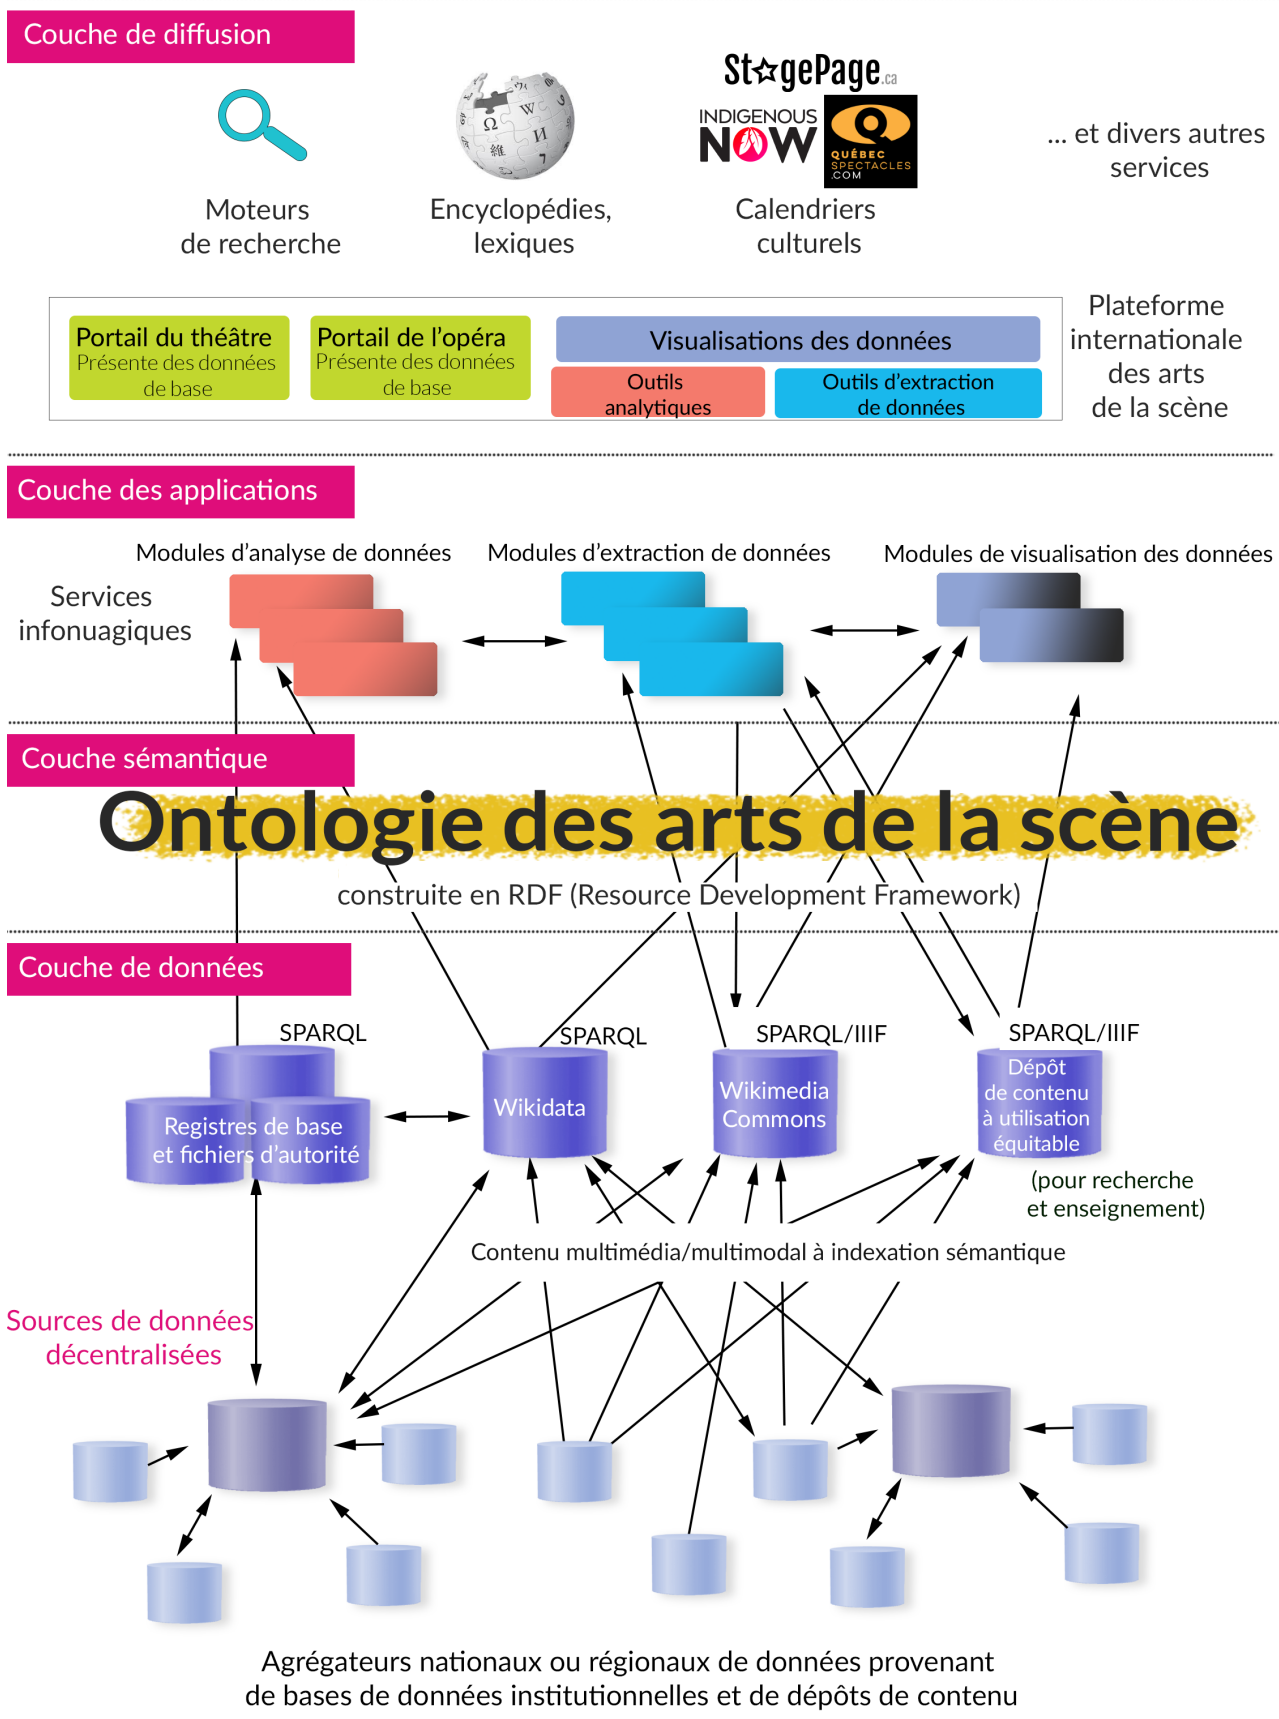 Couche de diffusion
StagePage.ca
INDIGENOUS
NOW
QUÉBEC
SPECTACLES
.COM
Ω
W
И
維
... et divers autres
services
Moteurs
de recherche
Encyclopédies,
lexiques
Calendriers
culturels
Portail du théâtre
Présente des données
de base
Portail de l’opéra
Présente des données
de base
Visualisations des données
Outils
analytiques
Outils d’extraction
de données
Plateforme
internationale
des arts
de la scène
Couche des applications
Modules d’analyse de données
Modules d’extraction de données
Modules de visualisation des données
Services
infonuagiques
Couche sémantique
Ontologie des arts de la scène
construite en RDF (Resource Development Framework)
Couche de données
SPARQL
SPARQL
SPARQL/IIIF
SPARQL/IIIF
Registres de base
et fichiers d’autorité
Wikidata
Wikimedia
Commons
Dépôt
de contenu
à utilisation
équitable
(pour recherche
et enseignement)
Contenu multimédia/multimodal à indexation sémantique
Sources de données
décentralisées
Agrégateurs nationaux ou régionaux de données provenant
de bases de données institutionnelles et de dépôts de contenu